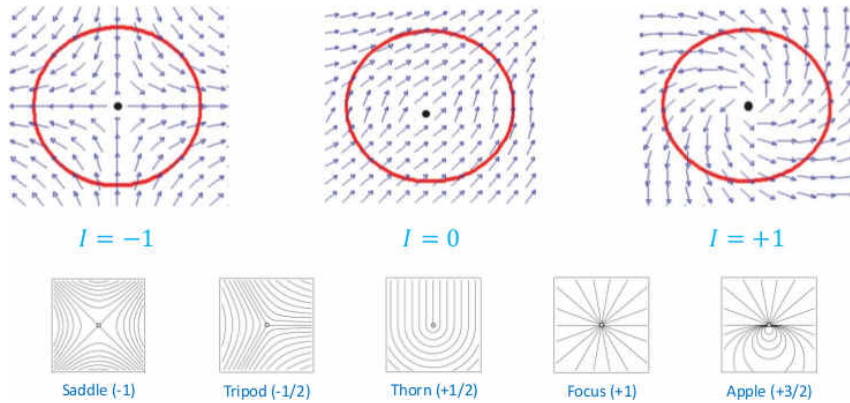 I = −1
I = 0
I = +1
Saddle (-1)
Tripod (-1/2)
Thorn (+1/2)
Focus (+1)
Apple (+3/2)